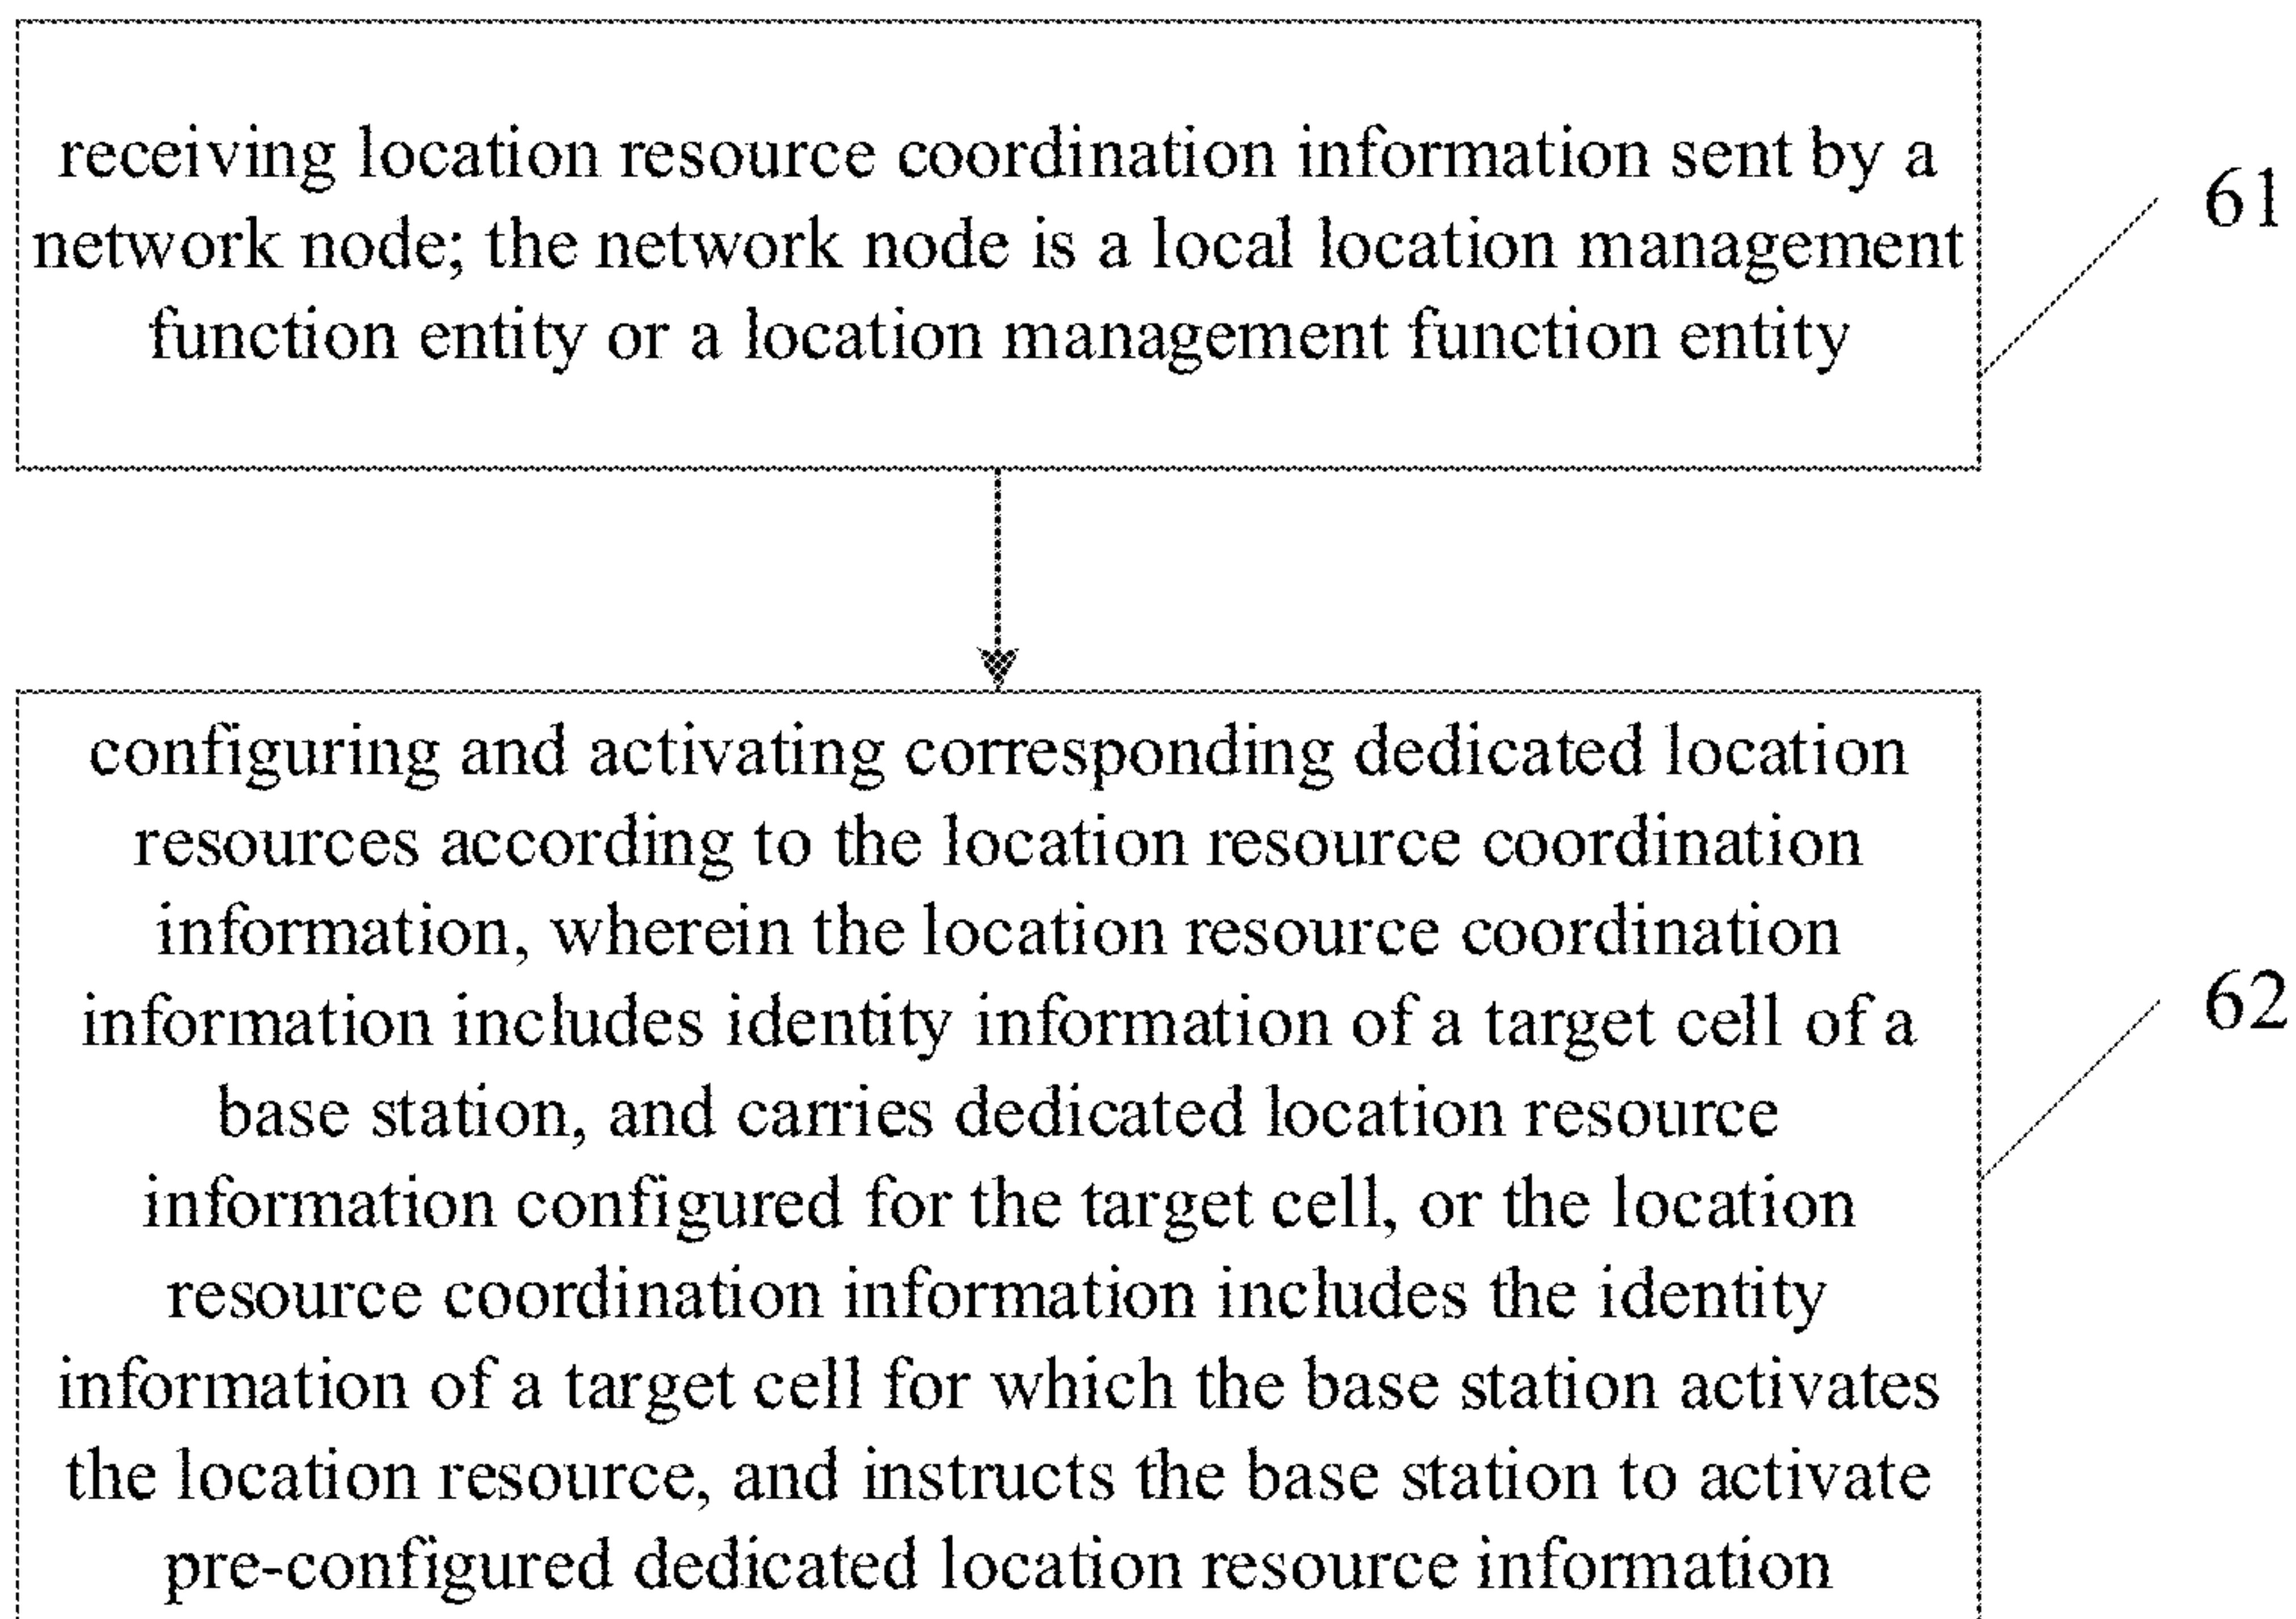 receiving location resource coordination information sent by a
network node; the network node is a local location management
function entity or a location management function entity
61
configuring and activating corresponding dedicated location
resources according to the location resource coordination
information, wherein the location resource coordination
information includes identity information of a target cell of a
base station, and carries dedicated location resource
information configured for the target cell, or the location
resource coordination information includes the identity
information of a target cell for which the base station activates
the location resource, and instructs the base station to activate
pre-configured dedicated location resource information
62